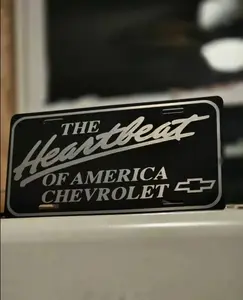 THE
Heartbeat
OF AMERICA
CHEVROLET